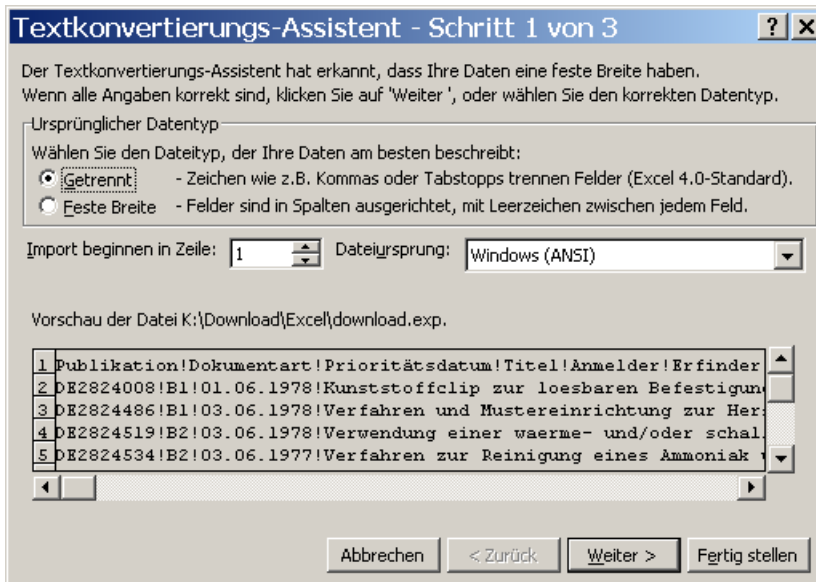 Textkonvertierungs-Assistent - Schritt 1 von 3
Der Textkonvertierungs-Assistent hat erkannt, dass Ihre Daten eine feste Breite haben.
Wenn alle Angaben korrekt sind, klicken Sie auf 'Weiter ', oder wählen Sie den korrekten Datentyp.
Ursprünglicher Datentyp
Wählen Sie den Dateityp, der Ihre Daten am besten beschreibt:
Getrennt - Zeichen wie z.B. Kommas oder Tabstopps trennen Felder (Excel 4.0-Standard).
Feste Breite - Felder sind in Spalten ausgerichtet, mit Leerzeichen zwischen jedem Feld.
Import beginnen in Zeile: 1 Dateiursprung: Windows (ANSI)
Vorschau der Datei K:\Download\Excel\download.exp.
1 Publikation!Dokumentart!Prioritätsdatum!Titel!Anmelder!Erfinder
2 DE2824008!B1!01.06.1978!Kunststoffclip zur loesbaren Befestigun
3 DE2824486!B1!03.06.1978!Verfahren und Mustereinrichtung zur Her
4 DE2824519!B2!03.06.1978!Verwendung einer waerme- und/oder schal
5 DE2824534!B2!03.06.1977!Verfahren zur Reinigung eines Ammoniak
Abbrechen < Zurück Weiter > Fertig stellen